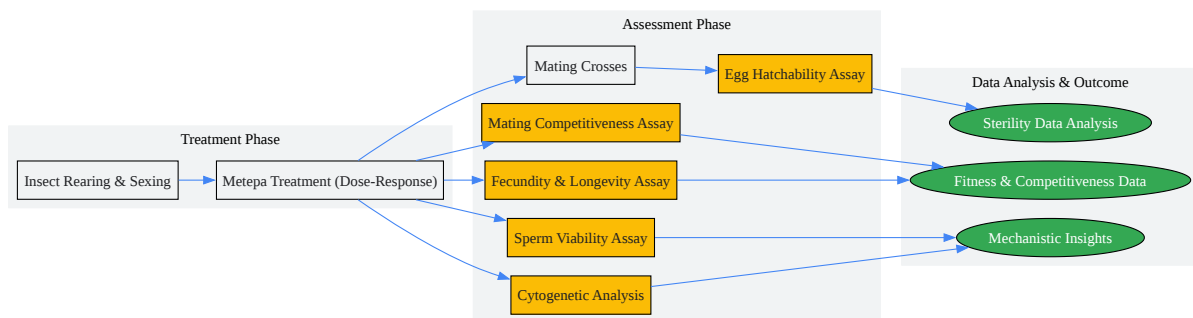 Treatment Phase
Insect Rearing & Sexing
Metepa Treatment (Dose-Response)
Assessment Phase
Mating Crosses
Egg Hatchability Assay
Mating Competitiveness Assay
Fecundity & Longevity Assay
Sperm Viability Assay
Cytogenetic Analysis
Data Analysis & Outcome
Sterility Data Analysis
Fitness & Competitiveness Data
Mechanistic Insights